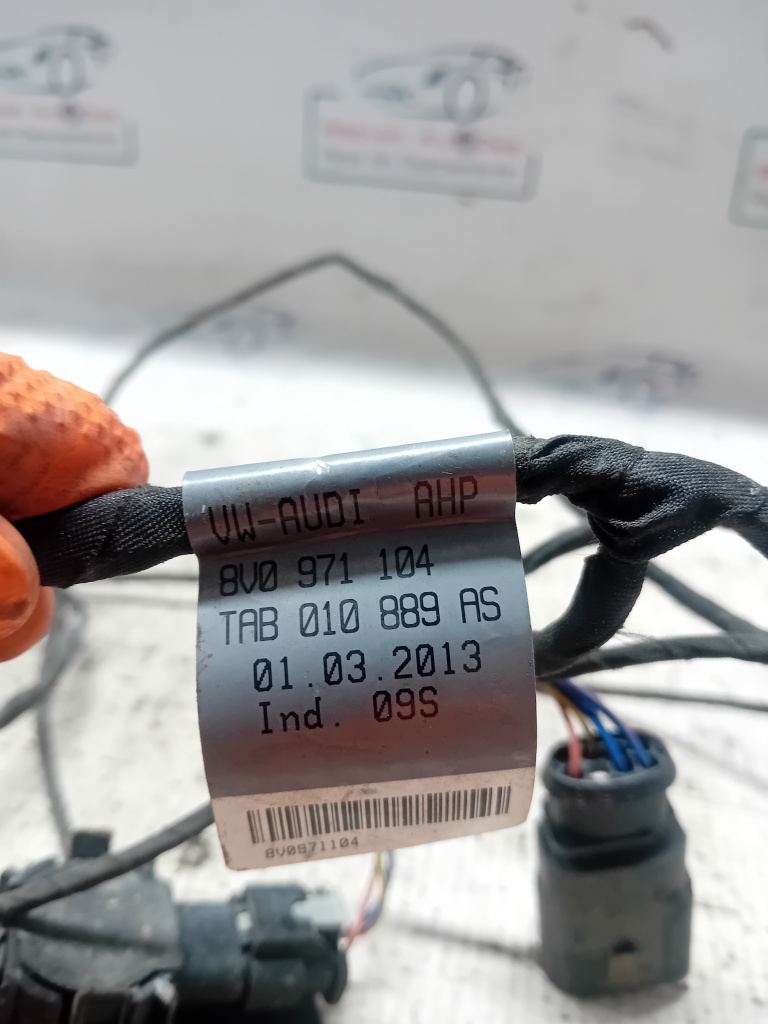 VW-AUDI AHP
8V0 971 104
TAB 010 889 AS
01.03.2013
Ind. 09S
8V0971104